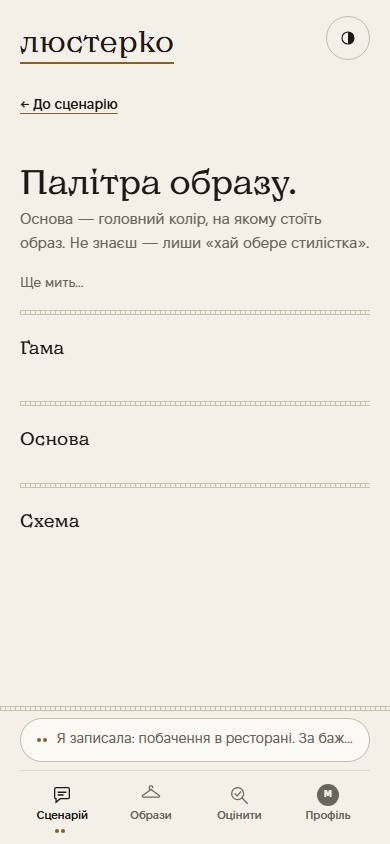 люстерко
← До сценарію
Палітра образу.
Основа — головний колір, на якому стоїть
образ. Не знаєш — лиши «хай обере стилістка».
Ще мить...
Гама
Основа
Схема
Я записала: побачення в ресторані. За баж...
Сценарій
Образи
Оцінити
М
Профіль